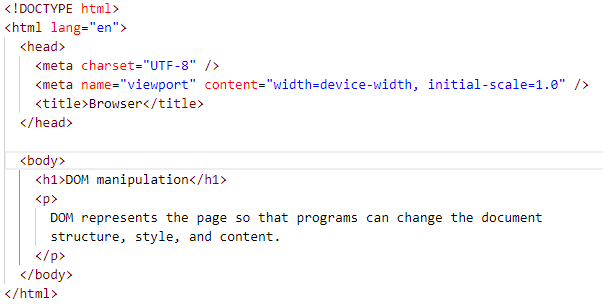 <!DOCTYPE html>
<html lang="en">
  <head>
    <meta charset="UTF-8" />
    <meta name="viewport" content="width=device-width, initial-scale=1.0" />
    <title>Browser</title>
  </head>

  <body>
    <h1>DOM manipulation</h1>
    <p>
      DOM represents the page so that programs can change the document
      structure, style, and content.
    </p>
  </body>
</html>